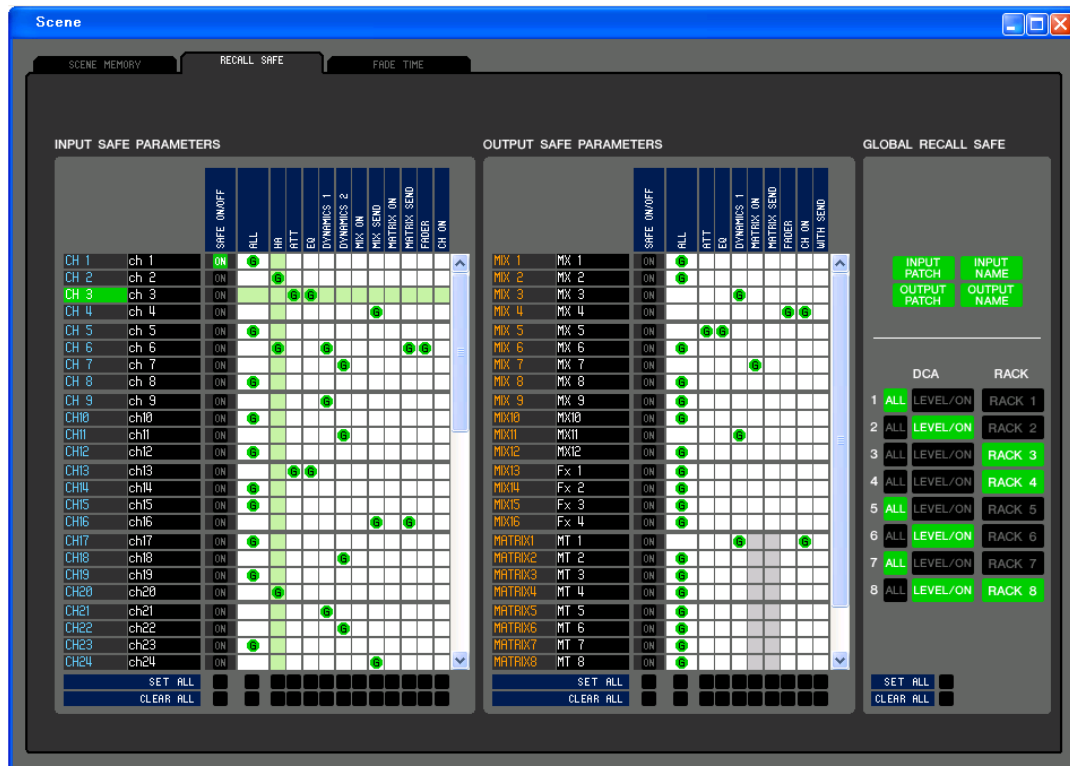 Scene
SCENE MEMORY
RECALL SAFE
FADE TIME
INPUT SAFE PARAMETERS
SAFE ON/OFF ALL HA ATT EQ DYNAMICS 1 DYNAMICS 2 MIX ON MIX SEND MATRIX ON MATRIX SEND FADER CH ON
CH 1 ch 1 ON G
CH 2 ch 2 ON G
CH 3 ch 3 ON G G
CH 4 ch 4 ON G
CH 5 ch 5 ON G
CH 6 ch 6 ON G G G G
CH 7 ch 7 ON G
CH 8 ch 8 ON G
CH 9 ch 9 ON G
CH10 ch10 ON G
CH11 ch11 ON G
CH12 ch12 ON G
CH13 ch13 ON G G
CH14 ch14 ON G
CH15 ch15 ON G
CH16 ch16 ON G G
CH17 ch17 ON G
CH18 ch18 ON G
CH19 ch19 ON G
CH20 ch20 ON G
CH21 ch21 ON G
CH22 ch22 ON G
CH23 ch23 ON G
CH24 ch24 ON G
SET ALL
CLEAR ALL
OUTPUT SAFE PARAMETERS
SAFE ON/OFF ALL ATT EQ DYNAMICS 1 MATRIX ON MATRIX SEND FADER CH ON WITH SEND
MIX 1 MX 1 ON G
MIX 2 MX 2 ON G
MIX 3 MX 3 ON G
MIX 4 MX 4 ON G G
MIX 5 MX 5 ON G G
MIX 6 MX 6 ON G
MIX 7 MX 7 ON G
MIX 8 MX 8 ON G
MIX 9 MX 9 ON G
MIX10 MX10 ON G
MIX11 MX11 ON G
MIX12 MX12 ON G
MIX13 Fx 1 ON G
MIX14 Fx 2 ON G
MIX15 Fx 3 ON G
MIX16 Fx 4 ON G
MATRIX1 MT 1 ON G G
MATRIX2 MT 2 ON G
MATRIX3 MT 3 ON G
MATRIX4 MT 4 ON G
MATRIX5 MT 5 ON G
MATRIX6 MT 6 ON G
MATRIX7 MT 7 ON G
MATRIX8 MT 8 ON G
SET ALL
CLEAR ALL
GLOBAL RECALL SAFE
INPUT PATCH
INPUT NAME
OUTPUT PATCH
OUTPUT NAME
DCA RACK
1 ALL LEVEL/ON RACK 1
2 ALL LEVEL/ON RACK 2
3 ALL LEVEL/ON RACK 3
4 ALL LEVEL/ON RACK 4
5 ALL LEVEL/ON RACK 5
6 ALL LEVEL/ON RACK 6
7 ALL LEVEL/ON RACK 7
8 ALL LEVEL/ON RACK 8
SET ALL
CLEAR ALL